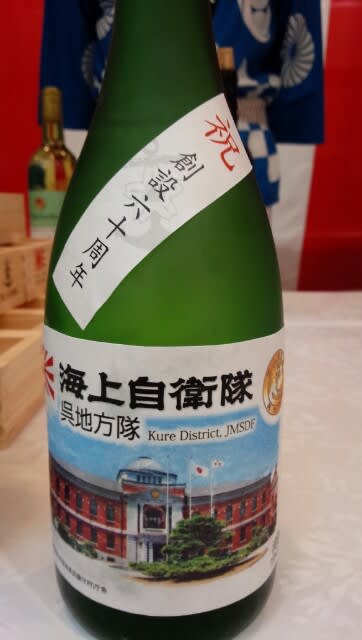 祝
創設六十周年
海上自衛隊
呉地方隊 Kure District, JMSDF